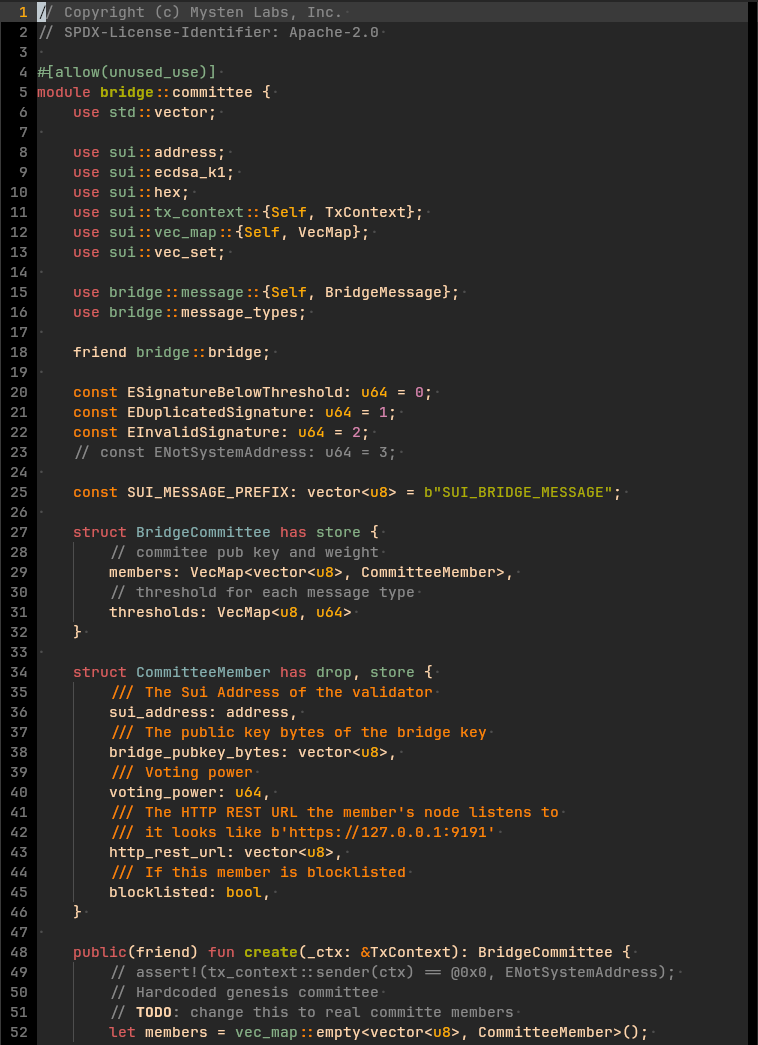 1 // Copyright (c) Mysten Labs, Inc.
2 // SPDX-License-Identifier: Apache-2.0
3
4 #[allow(unused_use)]
5 module bridge::committee {
6     use std::vector;
7
8     use sui::address;
9     use sui::ecdsa_k1;
10     use sui::hex;
11     use sui::tx_context::{Self, TxContext};
12     use sui::vec_map::{Self, VecMap};
13     use sui::vec_set;
14
15     use bridge::message::{Self, BridgeMessage};
16     use bridge::message_types;
17
18     friend bridge::bridge;
19
20     const ESignatureBelowThreshold: u64 = 0;
21     const EDuplicatedSignature: u64 = 1;
22     const EInvalidSignature: u64 = 2;
23     // const ENotSystemAddress: u64 = 3;
24
25     const SUI_MESSAGE_PREFIX: vector<u8> = b"SUI_BRIDGE_MESSAGE";
26
27     struct BridgeCommittee has store {
28         // commitee pub key and weight
29         members: VecMap<vector<u8>, CommitteeMember>,
30         // threshold for each message type
31         thresholds: VecMap<u8, u64>
32     }
33
34     struct CommitteeMember has drop, store {
35         /// The Sui Address of the validator
36         sui_address: address,
37         /// The public key bytes of the bridge key
38         bridge_pubkey_bytes: vector<u8>,
39         /// Voting power
40         voting_power: u64,
41         /// The HTTP REST URL the member's node listens to
42         /// it looks like b'https://127.0.0.1:9191'
43         http_rest_url: vector<u8>,
44         /// If this member is blocklisted
45         blocklisted: bool,
46     }
47
48     public(friend) fun create(_ctx: &TxContext): BridgeCommittee {
49         // assert!(tx_context::sender(ctx) == @0x0, ENotSystemAddress);
50         // Hardcoded genesis committee
51         // TODO: change this to real committe members
52         let members = vec_map::empty<vector<u8>, CommitteeMember>();